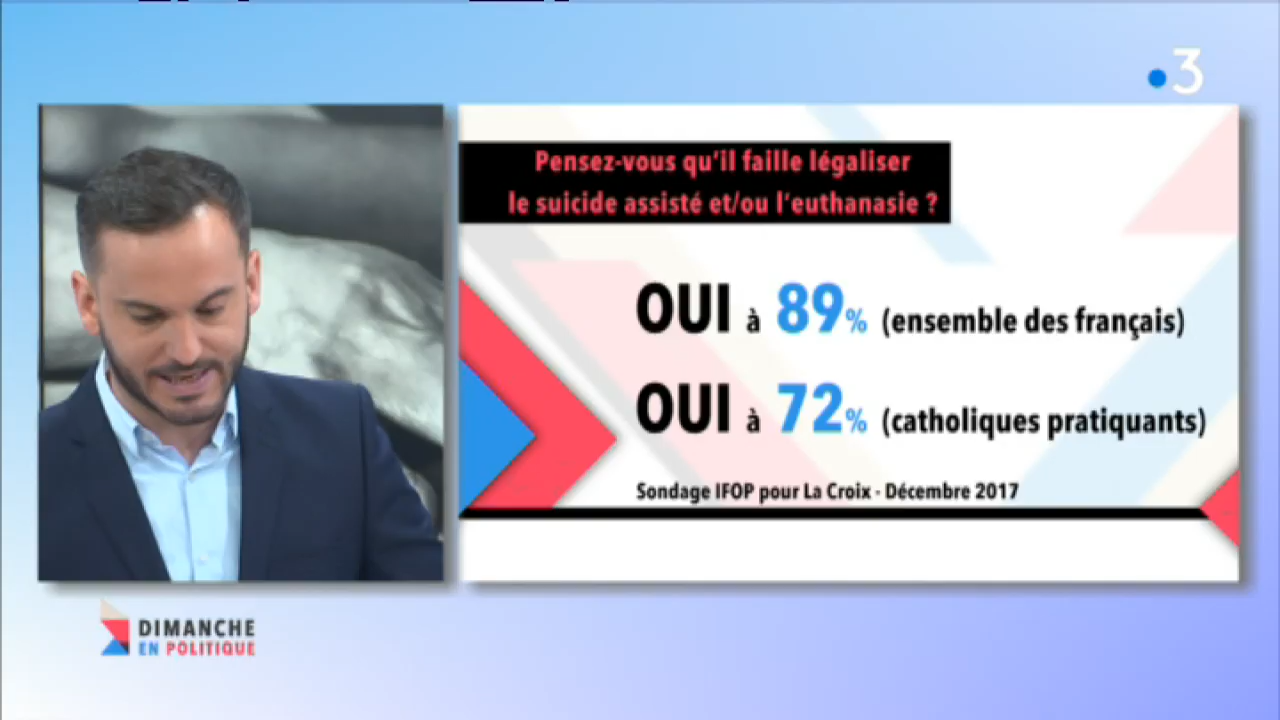 3
Pensez-vous qu'il faille légaliser
le suicide assisté et/ou l'euthanasie ?
OUI à 89% (ensemble des français)
OUI à 72% (catholiques pratiquants)
Sondage IFOP pour La Croix - Décembre 2017
DIMANCHE
EN POLITIQUE